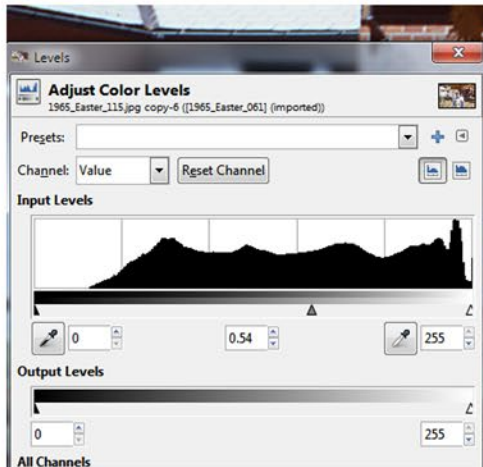 Levels
Adjust Color Levels
1965_Easter_115.jpg copy-6 ([1965_Easter_061] (imported))
Presets:
Channel: Value Reset Channel
Input Levels
0 0.54 255
Output Levels
0 255
All Channels